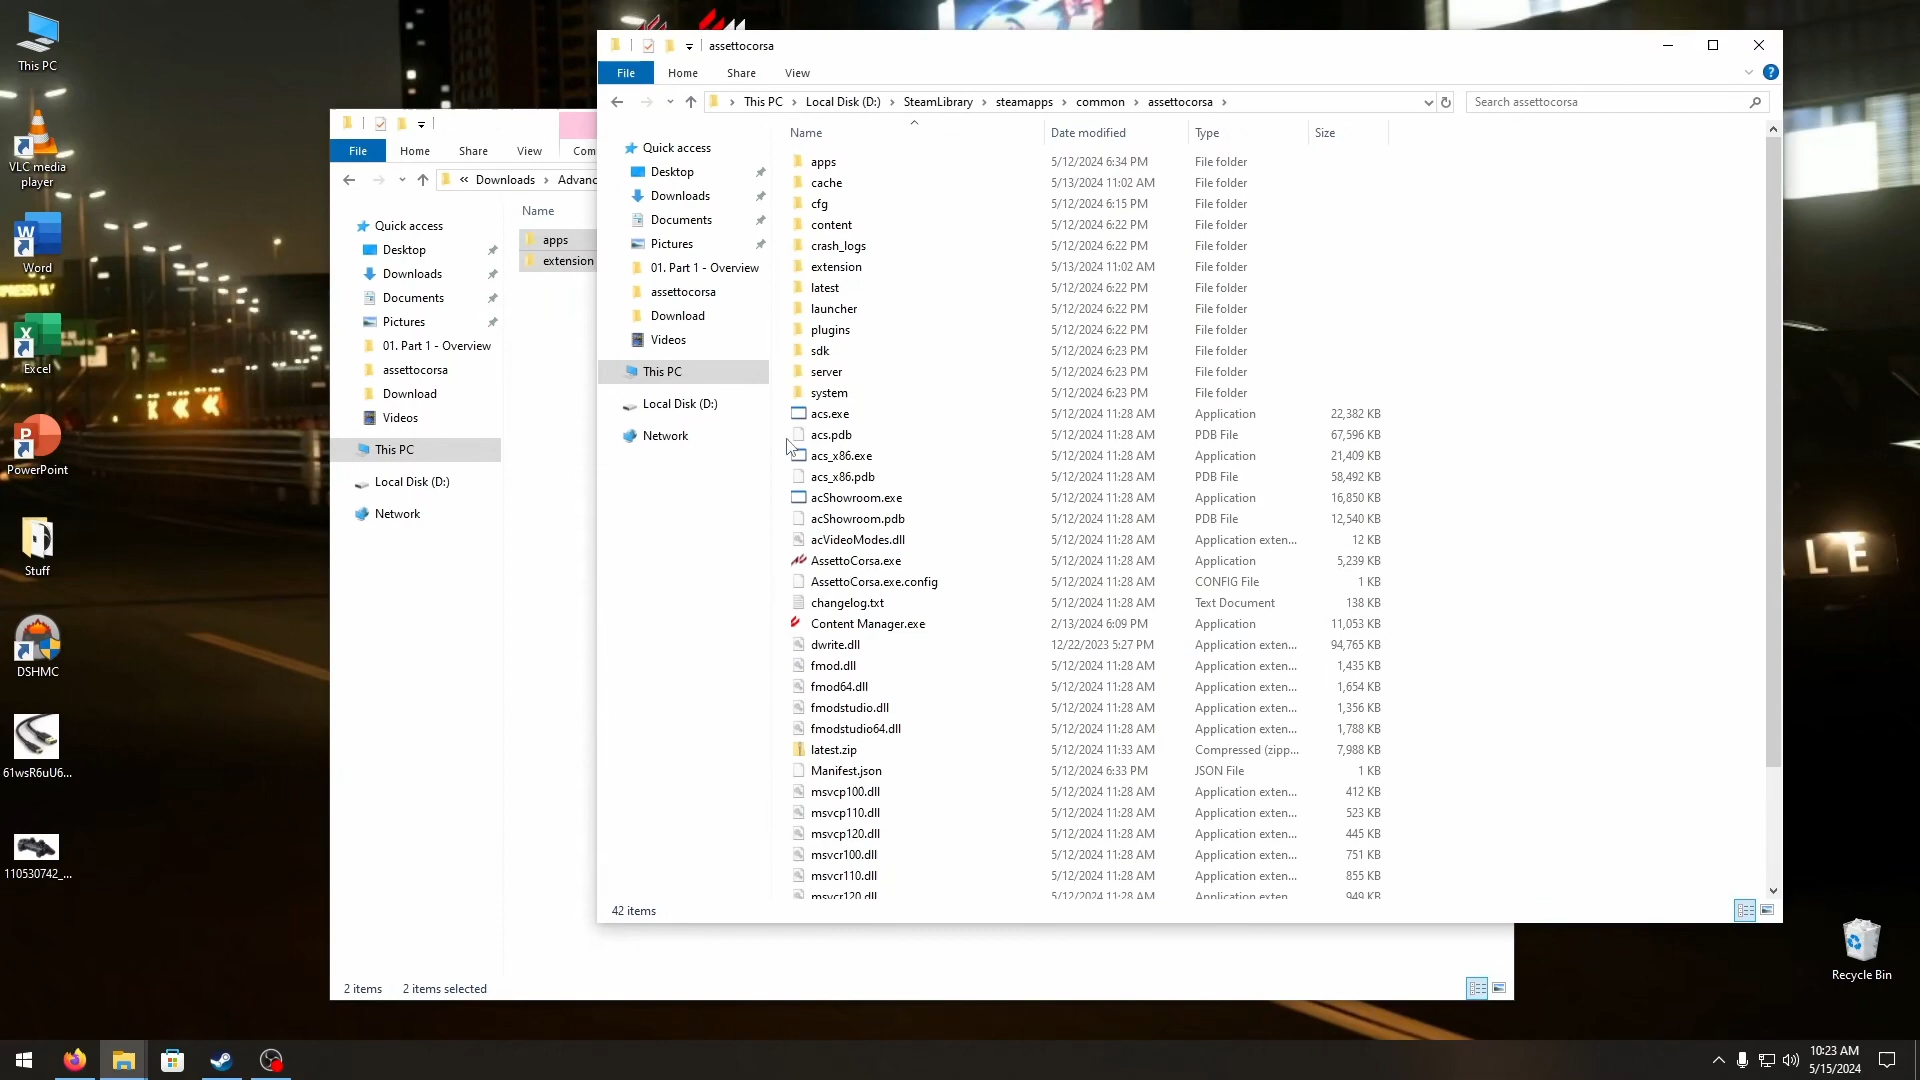 This PC
VLC media
player
Word
Excel
PowerPoint
Stuff
DSHMC
61wsR6uU6...
110530742_...
File
Home
Share
View
Com
« Downloads › Advanc
Name
apps
extension
Quick access
Desktop
Downloads
Documents
Pictures
01. Part 1 - Overview
assettocorsa
Download
Videos
This PC
Local Disk (D:)
Network
2 items 2 items selected
assettocorsa
File Home Share View
This PC › Local Disk (D:) › SteamLibrary › steamapps › common › assettocorsa ›
Search assettocorsa
Quick access
Desktop
Downloads
Documents
Pictures
01. Part 1 - Overview
assettocorsa
Download
Videos
This PC
Local Disk (D:)
Network
Name Date modified Type Size
apps 5/12/2024 6:34 PM File folder
cache 5/13/2024 11:02 AM File folder
cfg 5/12/2024 6:15 PM File folder
content 5/12/2024 6:22 PM File folder
crash_logs 5/12/2024 6:22 PM File folder
extension 5/13/2024 11:02 AM File folder
latest 5/12/2024 6:22 PM File folder
launcher 5/12/2024 6:22 PM File folder
plugins 5/12/2024 6:22 PM File folder
sdk 5/12/2024 6:23 PM File folder
server 5/12/2024 6:23 PM File folder
system 5/12/2024 6:23 PM File folder
acs.exe 5/12/2024 11:28 AM Application 22,382 KB
acs.pdb 5/12/2024 11:28 AM PDB File 67,596 KB
acs_x86.exe 5/12/2024 11:28 AM Application 21,409 KB
acs_x86.pdb 5/12/2024 11:28 AM PDB File 58,492 KB
acShowroom.exe 5/12/2024 11:28 AM Application 16,850 KB
acShowroom.pdb 5/12/2024 11:28 AM PDB File 12,540 KB
acVideoModes.dll 5/12/2024 11:28 AM Application exten... 12 KB
AssettoCorsa.exe 5/12/2024 11:28 AM Application 5,239 KB
AssettoCorsa.exe.config 5/12/2024 11:28 AM CONFIG File 1 KB
changelog.txt 5/12/2024 11:28 AM Text Document 138 KB
Content Manager.exe 2/13/2024 6:09 PM Application 11,053 KB
dwrite.dll 12/22/2023 5:27 PM Application exten... 94,765 KB
fmod.dll 5/12/2024 11:28 AM Application exten... 1,435 KB
fmod64.dll 5/12/2024 11:28 AM Application exten... 1,654 KB
fmodstudio.dll 5/12/2024 11:28 AM Application exten... 1,356 KB
fmodstudio64.dll 5/12/2024 11:28 AM Application exten... 1,788 KB
latest.zip 5/12/2024 11:33 AM Compressed (zipp... 7,988 KB
Manifest.json 5/12/2024 6:33 PM JSON File 1 KB
msvcp100.dll 5/12/2024 11:28 AM Application exten... 412 KB
msvcp110.dll 5/12/2024 11:28 AM Application exten... 523 KB
msvcp120.dll 5/12/2024 11:28 AM Application exten... 445 KB
msvcr100.dll 5/12/2024 11:28 AM Application exten... 751 KB
msvcr110.dll 5/12/2024 11:28 AM Application exten... 855 KB
msvcr120.dll 5/12/2024 11:28 AM Application exten... 949 KB
42 items
LE
Recycle Bin
10:23 AM
5/15/2024